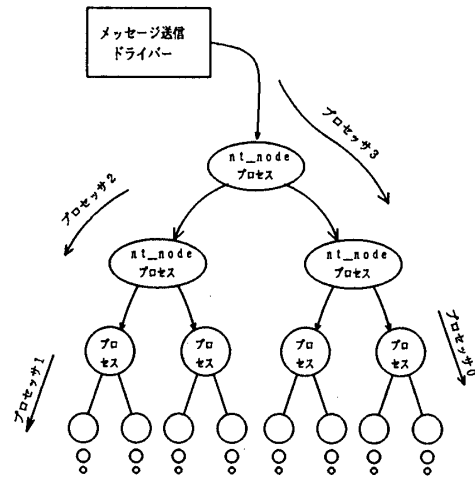 メッセージ送信
ドライバー
プロセッサ3
nt_node
プロセス
プロセッサ2
nt_node
プロセス
nt_node
プロセス
プロセッサ1
プロ
セス
プロ
セス
プロ
セス
プロ
セス
プロセッサ0